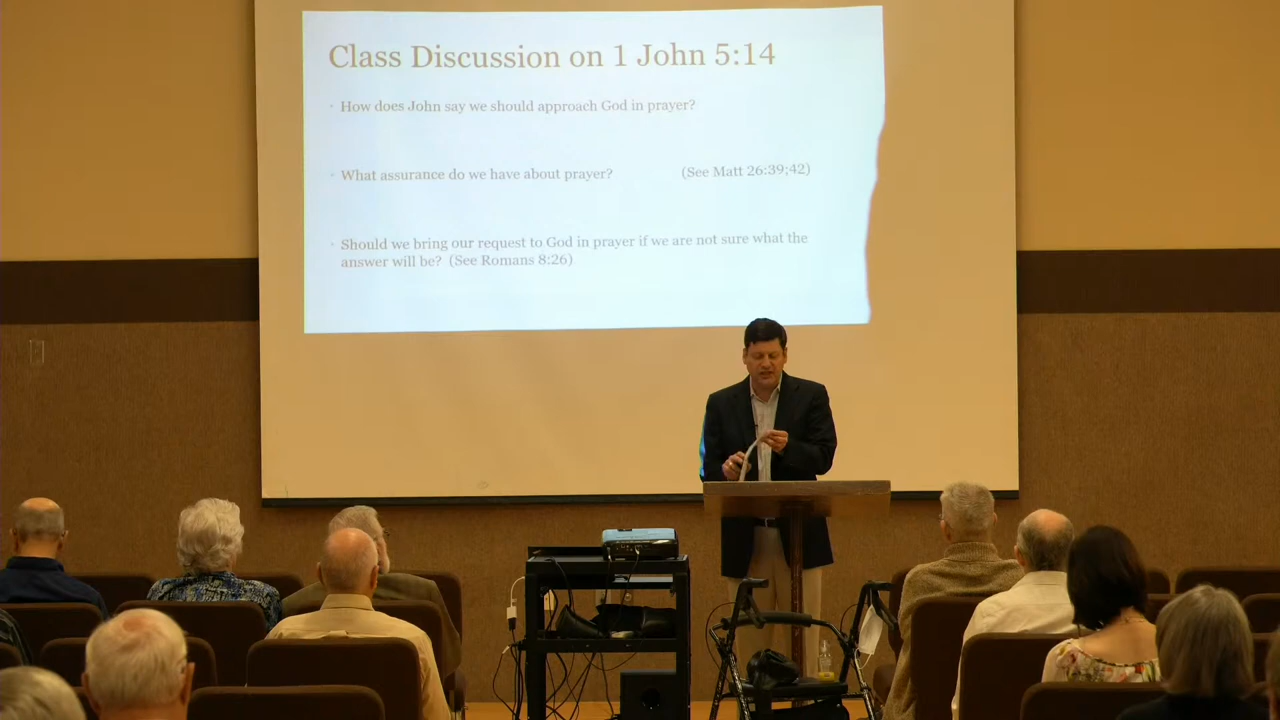 Class Discussion on 1 John 5:14
· How does John say we should approach God in prayer?
· What assurance do we have about prayer? (See Matt 26:39;42)
· Should we bring our request to God in prayer if we are not sure what the
answer will be? (See Romans 8:26)